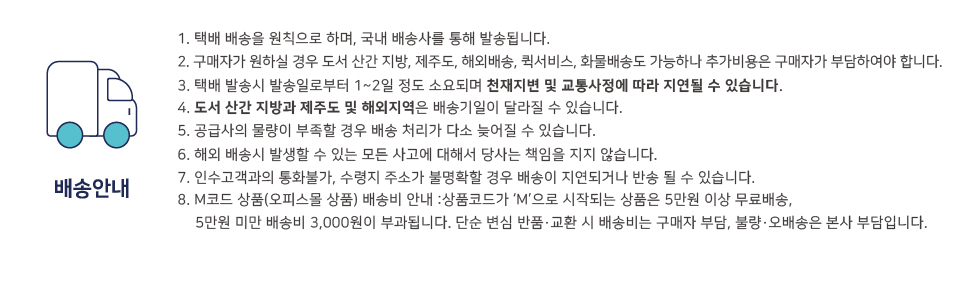 1. 택배 배송을 원칙으로 하며, 국내 배송사를 통해 발송됩니다.
2. 구매자가 원하실 경우 도서 산간 지방, 제주도, 해외배송, 퀵서비스, 화물배송도 가능하나 추가비용은 구매자가 부담하여야 합니다.
3. 택배 발송시 발송일로부터 1~2일 정도 소요되며 천재지변 및 교통사정에 따라 지연될 수 있습니다.
4. 도서 산간 지방과 제주도 및 해외지역은 배송기일이 달라질 수 있습니다.
5. 공급사의 물량이 부족할 경우 배송 처리가 다소 늦어질 수 있습니다.
6. 해외 배송시 발생할 수 있는 모든 사고에 대해서 당사는 책임을 지지 않습니다.
7. 인수고객과의 통화불가, 수령지 주소가 불명확할 경우 배송이 지연되거나 반송 될 수 있습니다.
8. M코드 상품(오피스몰 상품) 배송비 안내 :상품코드가 ‘M’으로 시작되는 상품은 5만원 이상 무료배송,
5만원 미만 배송비 3,000원이 부과됩니다. 단순 변심 반품·교환 시 배송비는 구매자 부담, 불량·오배송은 본사 부담입니다.
배송안내